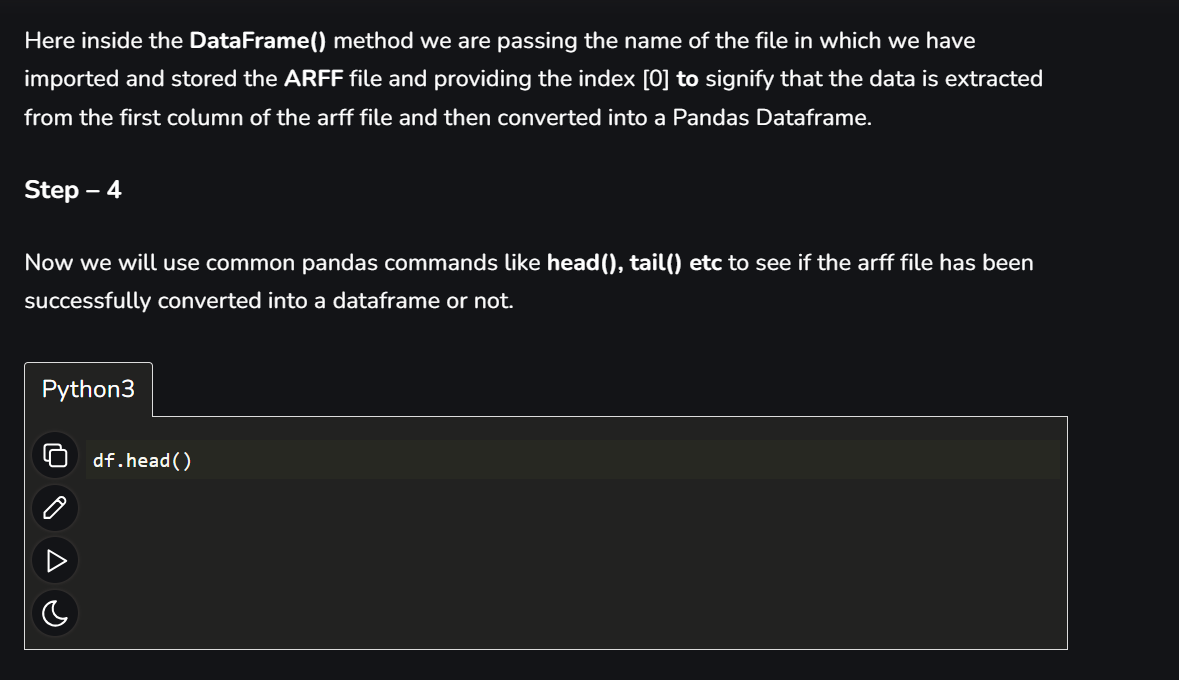 Here inside the DataFrame() method we are passing the name of the file in which we have
imported and stored the ARFF file and providing the index [0] to signify that the data is extracted
from the first column of the arff file and then converted into a Pandas Dataframe.
Step – 4
Now we will use common pandas commands like head(), tail() etc to see if the arff file has been
successfully converted into a dataframe or not.
Python3
df.head()